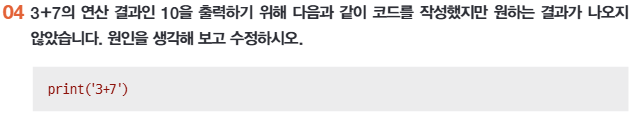 04 3+7의 연산 결과인 10을 출력하기 위해 다음과 같이 코드를 작성했지만 원하는 결과가 나오지
않았습니다. 원인을 생각해 보고 수정하시오.
print('3+7')